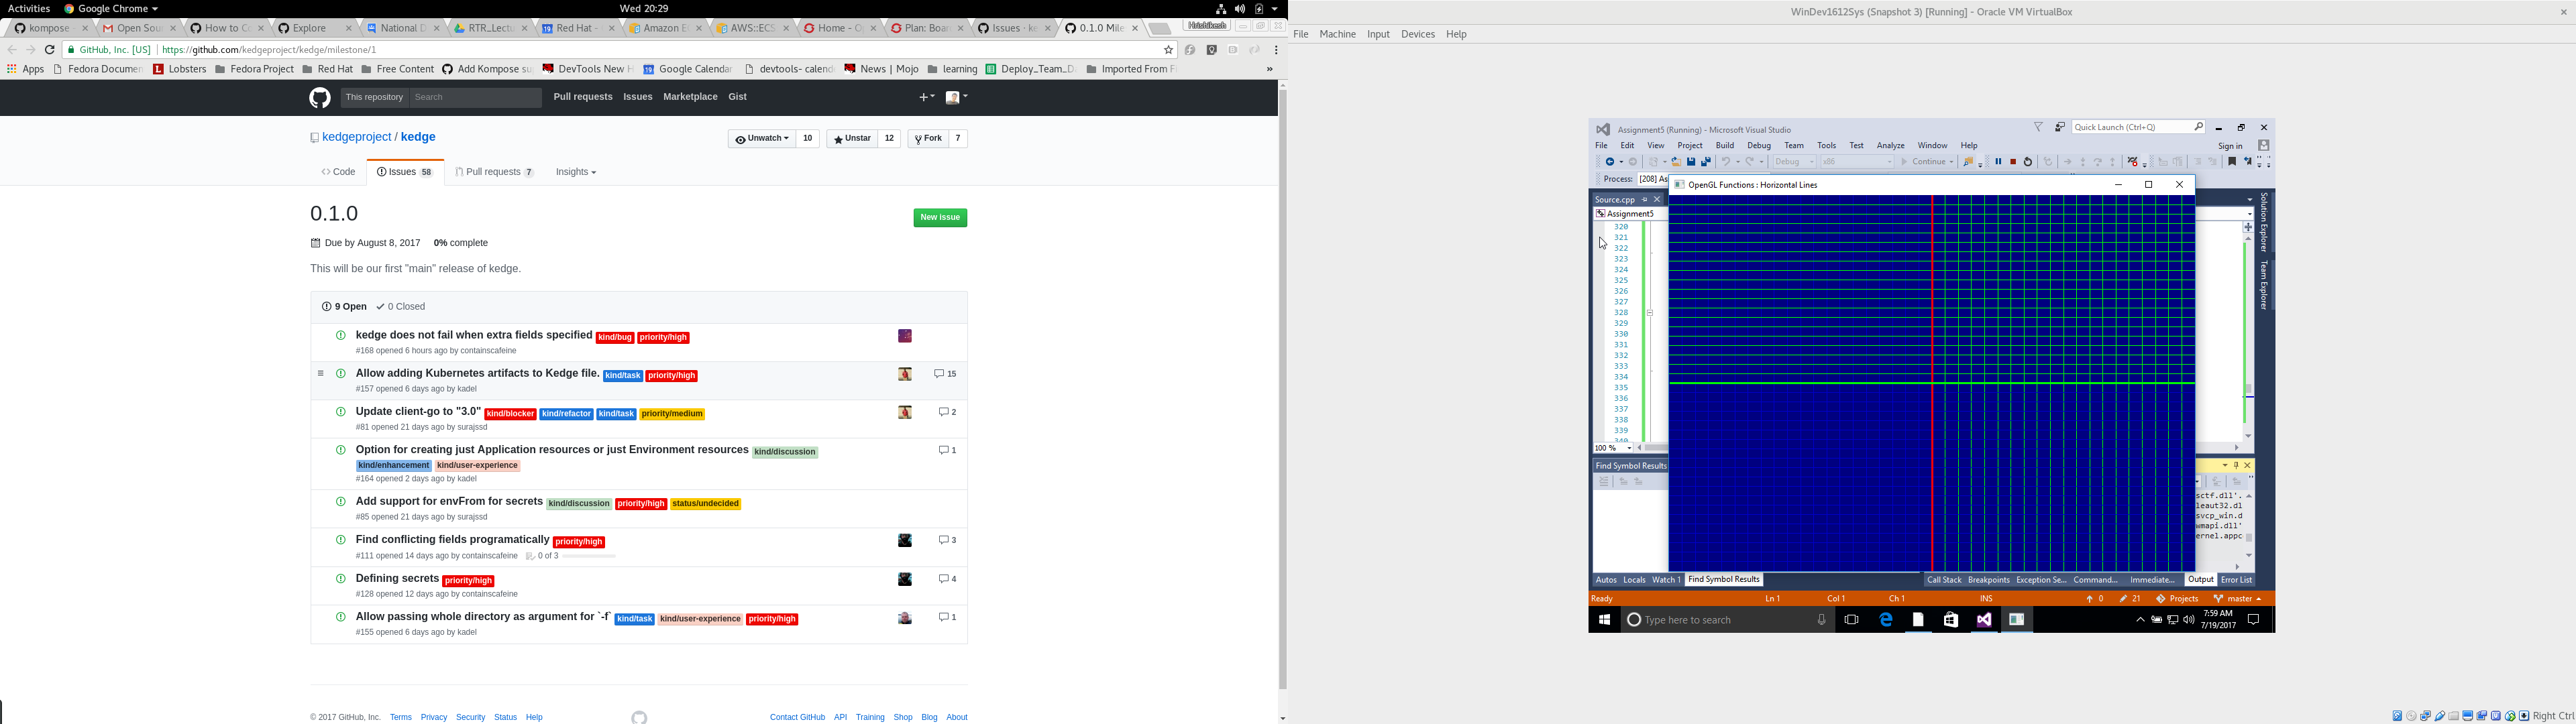 Activities Google Chrome Wed 20:29
kompose Gmail Open Sour How to Co Explore National D RTR_Lectu Red Hat - Amazon Ec AWS::ECS Home - Op Plan: Board Issues · ke 0.1.0 Mile
GitHub, Inc. [US] https://github.com/kedgeproject/kedge/milestone/1
Apps Fedora Documen Lobsters Fedora Project Red Hat Free Content Add Kompose su DevTools New H Google Calendar devtools- calend News | Mojo learning Deploy_Team_D Imported From F »
This repository Search Pull requests Issues Marketplace Gist
kedgeproject / kedge
Unwatch 10 Unstar 12 Fork 7
Code Issues 58 Pull requests 7 Insights
0.1.0
New issue
Due by August 8, 2017 0% complete
This will be our first "main" release of kedge.
9 Open 0 Closed
kedge does not fail when extra fields specified kind/bug priority/high
#168 opened 6 hours ago by containscafeine
Allow adding Kubernetes artifacts to Kedge file. kind/task priority/high 15
#157 opened 6 days ago by kadel
Update client-go to "3.0" kind/blocker kind/refactor kind/task priority/medium 2
#81 opened 21 days ago by surajssd
Option for creating just Application resources or just Environment resources kind/discussion 1
kind/enhancement kind/user-experience
#164 opened 2 days ago by kadel
Add support for envFrom for secrets kind/discussion priority/high status/undecided
#85 opened 21 days ago by surajssd
Find conflicting fields programatically priority/high 3
#111 opened 14 days ago by containscafeine 0 of 3
Defining secrets priority/high 4
#128 opened 12 days ago by containscafeine
Allow passing whole directory as argument for `-f` kind/task kind/user-experience priority/high 1
#155 opened 6 days ago by kadel
© 2017 GitHub, Inc. Terms Privacy Security Status Help Contact GitHub API Training Shop Blog About
WinDev1612Sys (Snapshot 3) [Running] - Oracle VM VirtualBox
File Machine Input Devices Help
Assignment5 (Running) - Microsoft Visual Studio Quick Launch (Ctrl+Q)
File Edit View Project Build Debug Team Tools Test Analyze Window Help Sign in
Debug x86 Continue
Process: [208] As
OpenGL Functions : Horizontal Lines
Source.cpp
Assignment5
Solution Explorer
Team Explorer
320
321
322
323
324
325
326
327
328
329
330
331
332
333
334
335
336
337
338
339
340
100 %
Find Symbol Results
sctf.dll'.
leaut32.dl
svcp_win.d
wmapi.dll'
ernel.appc
Autos Locals Watch 1 Find Symbol Results Call Stack Breakpoints Exception Se... Command... Immediate... Output Error List
Ready Ln 1 Col 1 Ch 1 INS 0 21 Projects master
Type here to search 7:59 AM
7/19/2017
Right Ctrl